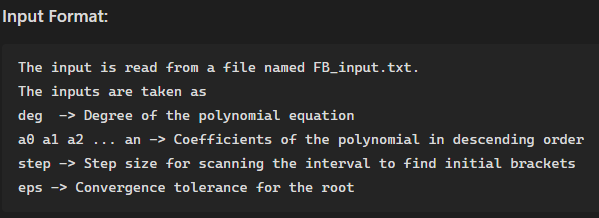 Input Format:
The input is read from a file named FB_input.txt.
The inputs are taken as
deg  -> Degree of the polynomial equation
a0 a1 a2 ... an -> Coefficients of the polynomial in descending order
step -> Step size for scanning the interval to find initial brackets
eps -> Convergence tolerance for the root